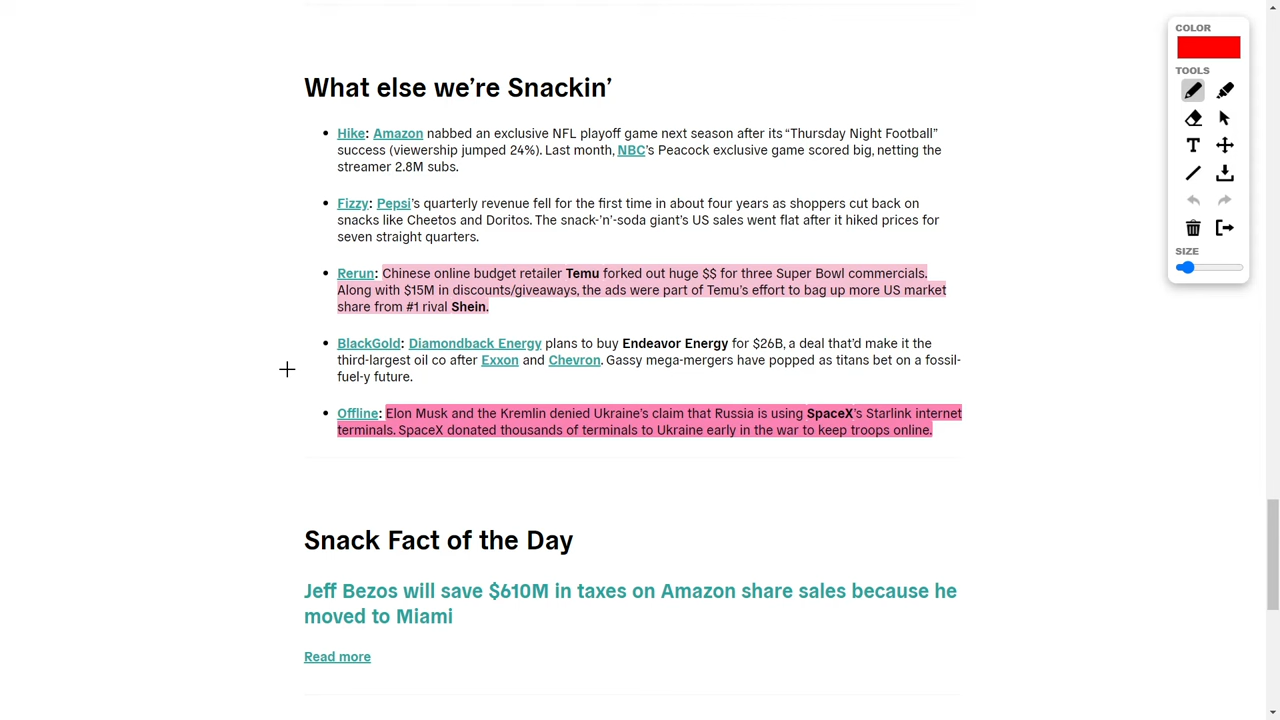 What else we’re Snackin’
Hike: Amazon nabbed an exclusive NFL playoff game next season after its “Thursday Night Football”
success (viewership jumped 24%). Last month, NBC’s Peacock exclusive game scored big, netting the
streamer 2.8M subs.
Fizzy: Pepsi’s quarterly revenue fell for the first time in about four years as shoppers cut back on
snacks like Cheetos and Doritos. The snack-’n’-soda giant’s US sales went flat after it hiked prices for
seven straight quarters.
Rerun: Chinese online budget retailer Temu forked out huge $$ for three Super Bowl commercials.
Along with $15M in discounts/giveaways, the ads were part of Temu’s effort to bag up more US market
share from #1 rival Shein.
BlackGold: Diamondback Energy plans to buy Endeavor Energy for $26B, a deal that’d make it the
third-largest oil co after Exxon and Chevron. Gassy mega-mergers have popped as titans bet on a fossil-
fuel-y future.
Offline: Elon Musk and the Kremlin denied Ukraine’s claim that Russia is using SpaceX’s Starlink internet
terminals. SpaceX donated thousands of terminals to Ukraine early in the war to keep troops online.
Snack Fact of the Day
Jeff Bezos will save $610M in taxes on Amazon share sales because he
moved to Miami
Read more
COLOR
TOOLS
T
SIZE